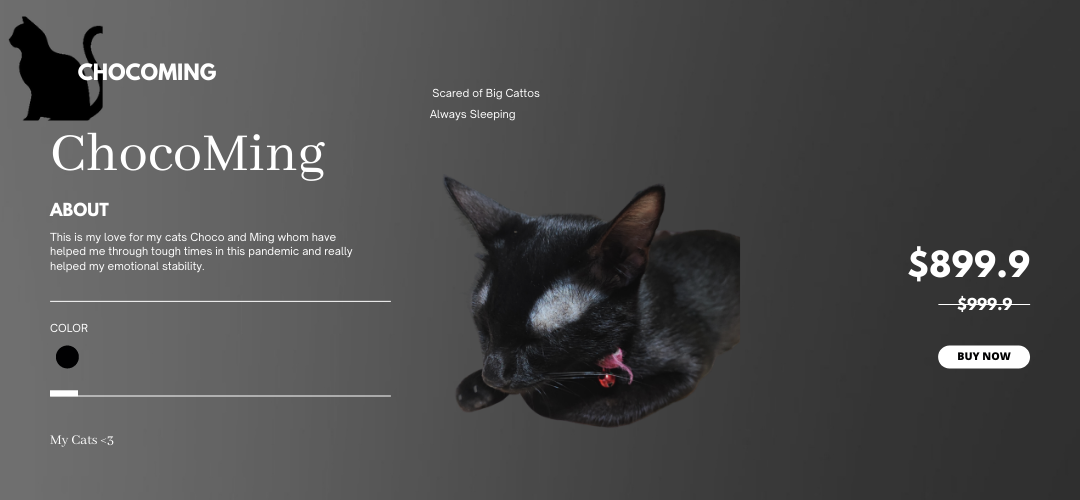 CHOCOMING
Scared of Big Cattos
Always Sleeping
ChocoMing
ABOUT
This is my love for my cats Choco and Ming whom have
helped me through tough times in this pandemic and really
helped my emotional stability.
$899.9
$999.9
COLOR
BUY NOW
My Cats <3